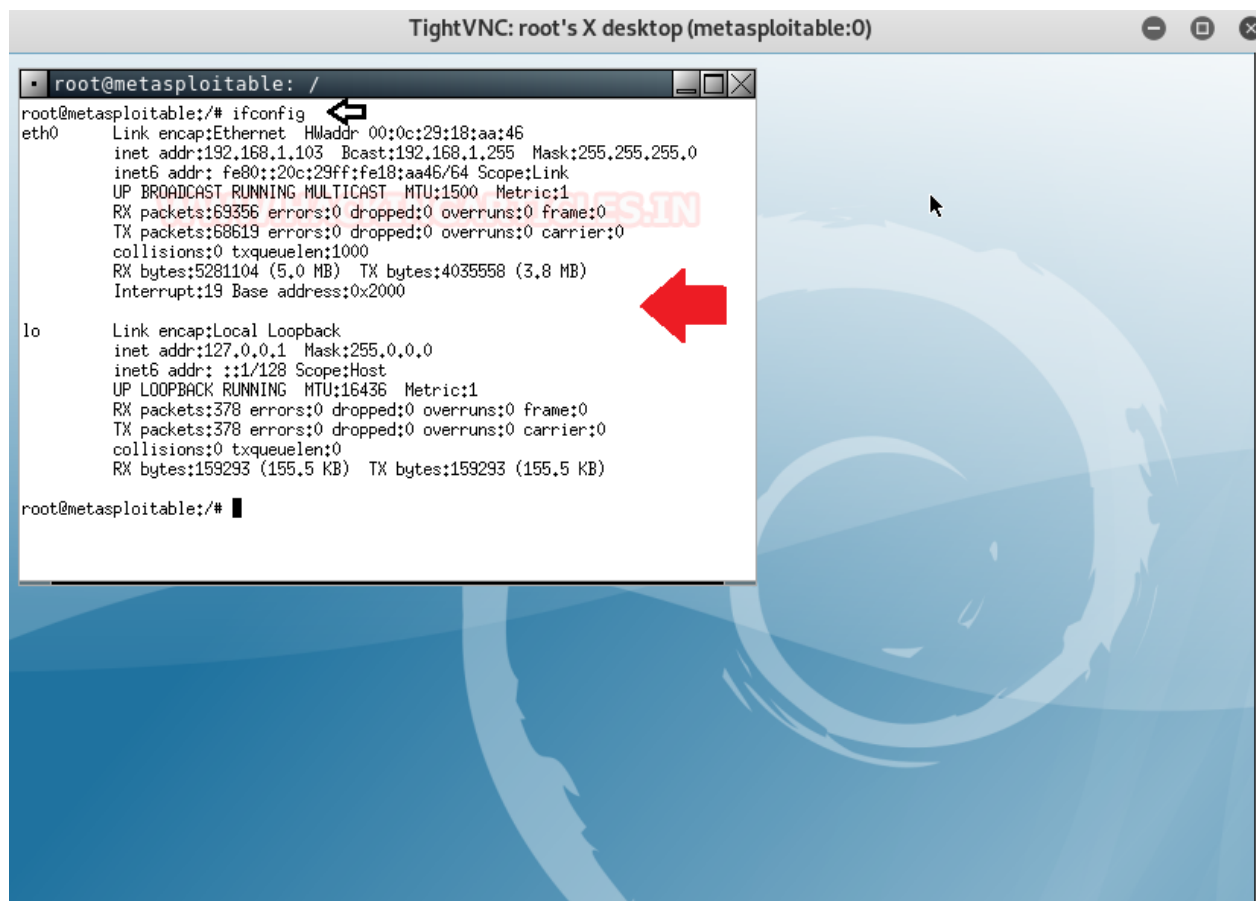 TightVNC: root's X desktop (metasploitable:0)
root@metasploitable: /
root@metasploitable:/# ifconfig
eth0 Link encap:Ethernet HWaddr 00:0c:29:18:aa:46
inet addr:192.168.1.103 Bcast:192.168.1.255 Mask:255.255.255.0
inet6 addr: fe80::20c:29ff:fe18:aa46/64 Scope:Link
UP BROADCAST RUNNING MULTICAST MTU:1500 Metric:1
RX packets:69356 errors:0 dropped:0 overruns:0 frame:0
TX packets:68619 errors:0 dropped:0 overruns:0 carrier:0
collisions:0 txqueuelen:1000
RX bytes:5281104 (5.0 MB) TX bytes:4035558 (3.8 MB)
Interrupt:19 Base address:0x2000
lo Link encap:Local Loopback
inet addr:127.0.0.1 Mask:255.0.0.0
inet6 addr: ::1/128 Scope:Host
UP LOOPBACK RUNNING MTU:16436 Metric:1
RX packets:378 errors:0 dropped:0 overruns:0 frame:0
TX packets:378 errors:0 dropped:0 overruns:0 carrier:0
collisions:0 txqueuelen:0
RX bytes:159293 (155.5 KB) TX bytes:159293 (155.5 KB)
root@metasploitable:/#